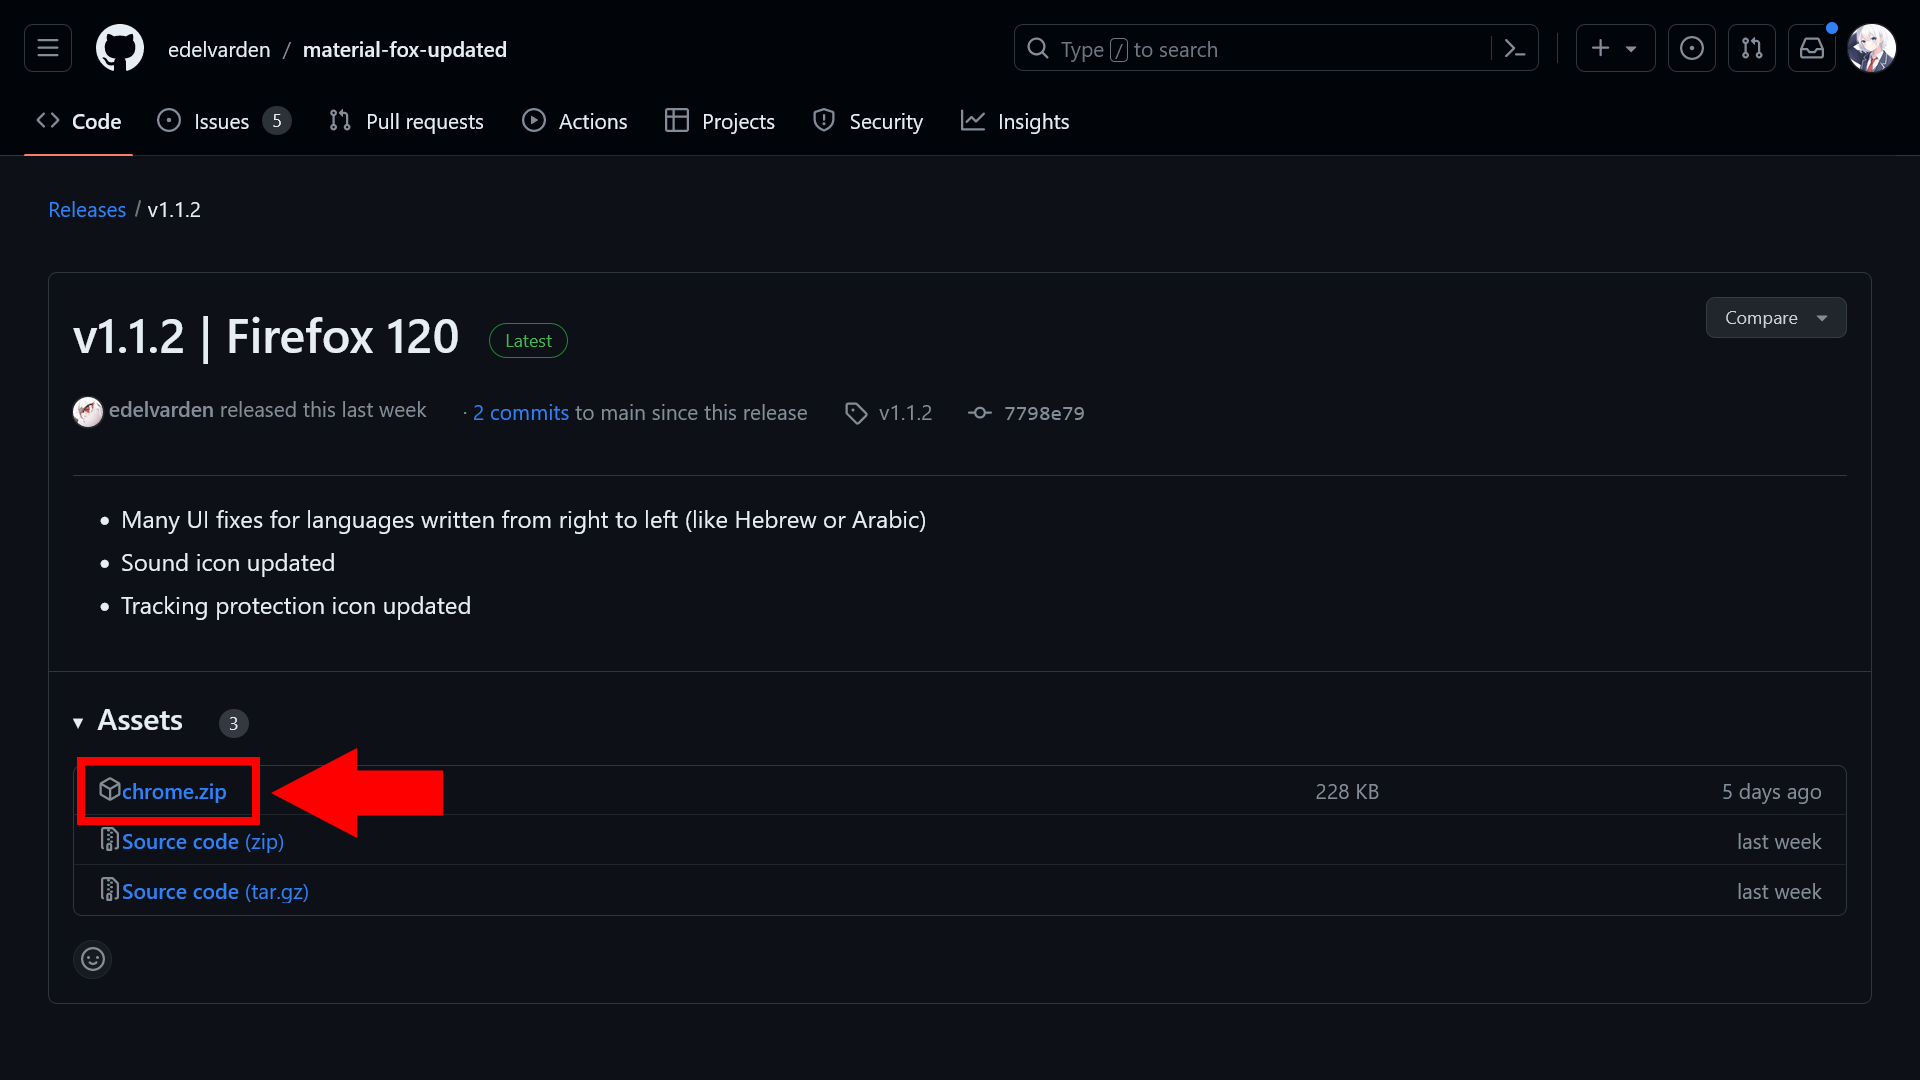 edelvarden / material-fox-updated
Type / to search
Code
Issues 5
Pull requests
Actions
Projects
Security
Insights
Releases / v1.1.2
v1.1.2 | Firefox 120 Latest
Compare
edelvarden released this last week · 2 commits to main since this release v1.1.2 7798e79
• Many UI fixes for languages written from right to left (like Hebrew or Arabic)
• Sound icon updated
• Tracking protection icon updated
Assets 3
chrome.zip 228 KB 5 days ago
Source code (zip) last week
Source code (tar.gz) last week